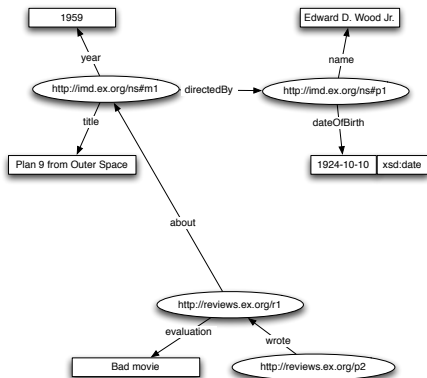 1959
Edward D. Wood Jr.
year
name
http://imd.ex.org/ns#m1
directedBy
http://imd.ex.org/ns#p1
title
dateOfBirth
Plan 9 from Outer Space
1924-10-10 xsd:date
about
http://reviews.ex.org/r1
evaluation
wrote
Bad movie
http://reviews.ex.org/p2